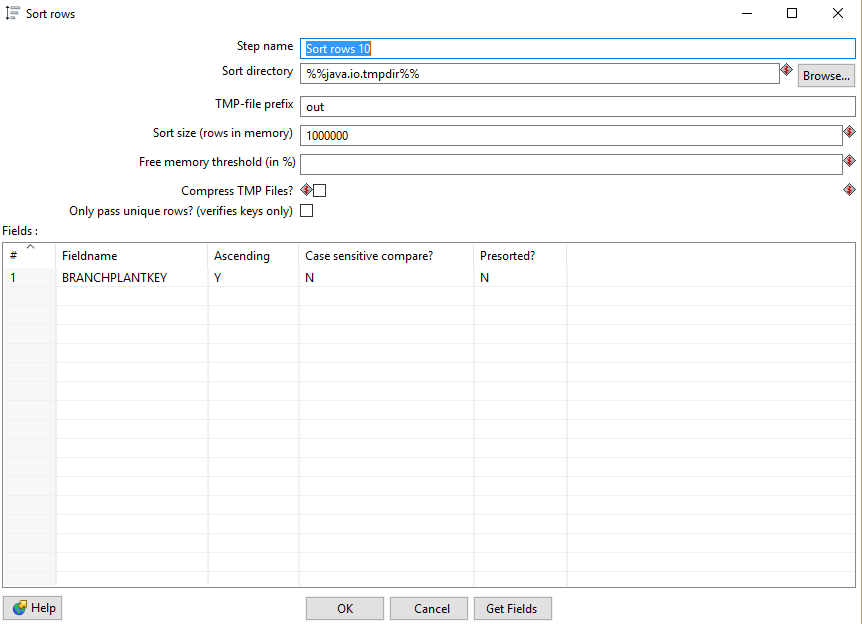 Sort rows
Step name Sort rows 10
Sort directory %%java.io.tmpdir%% Browse...
TMP-file prefix out
Sort size (rows in memory) 1000000
Free memory threshold (in %)
Compress TMP Files?
Only pass unique rows? (verifies keys only)
Fields :
# Fieldname Ascending Case sensitive compare? Presorted?
1 BRANCHPLANTKEY Y N N
Help OK Cancel Get Fields